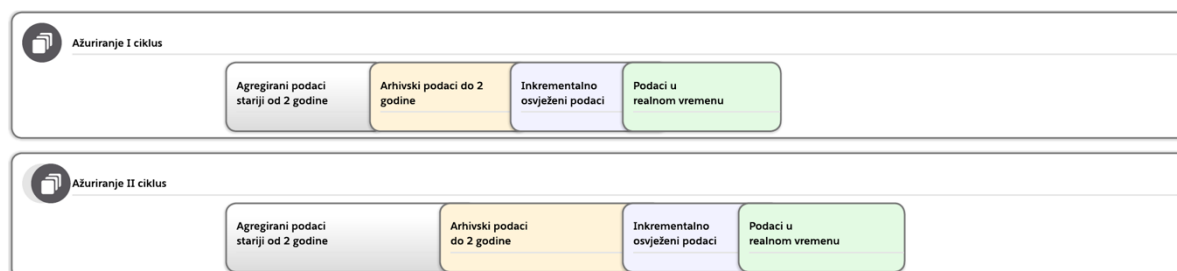 Ažuriranje I ciklus
Agregirani podaci
stariji od 2 godine
Arhivski podaci do 2
godine
Inkrementalno
osvježeni podaci
Podaci u
realnom vremenu
Ažuriranje II ciklus
Agregirani podaci
stariji od 2 godine
Arhivski podaci
do 2 godine
Inkrementalno
osvježeni podaci
Podaci u
realnom vremenu